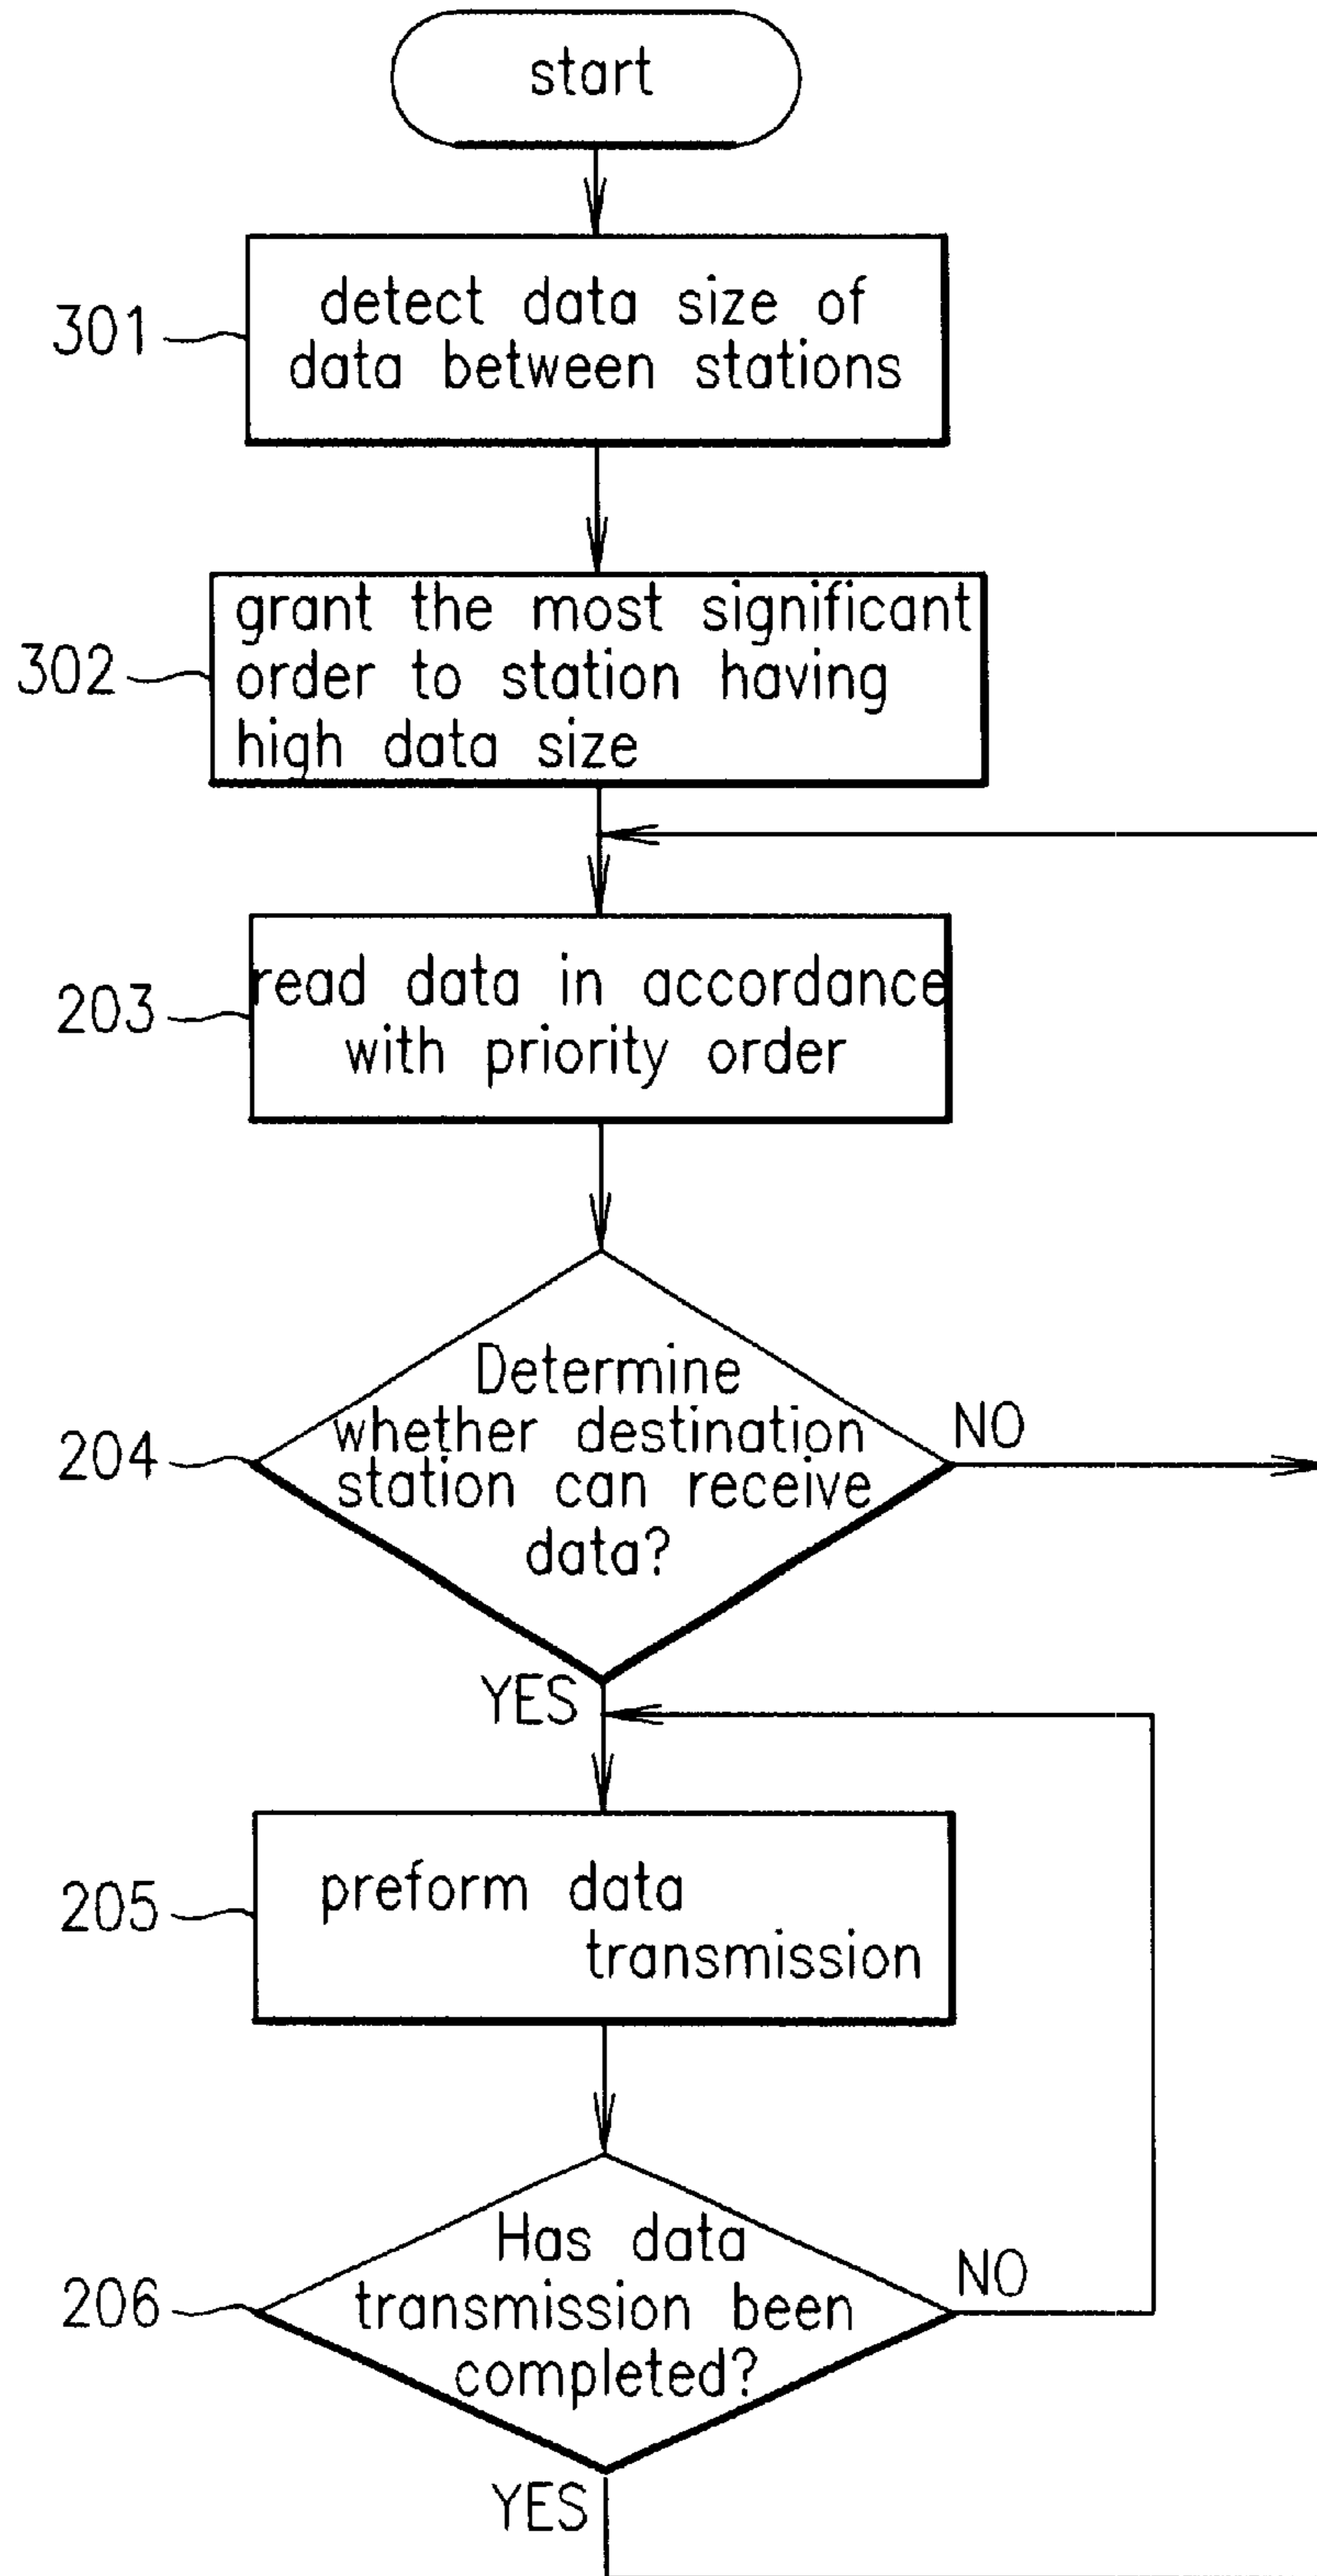 start
301
detect data size of
data between stations
302
grant the most significant
order to station having
high data size
203
read data in accordance
with priority order
204
Determine
whether destination
station can receive
data?
NO
YES
205
preform data
transmission
206
Has data
transmission been
completed?
NO
YES